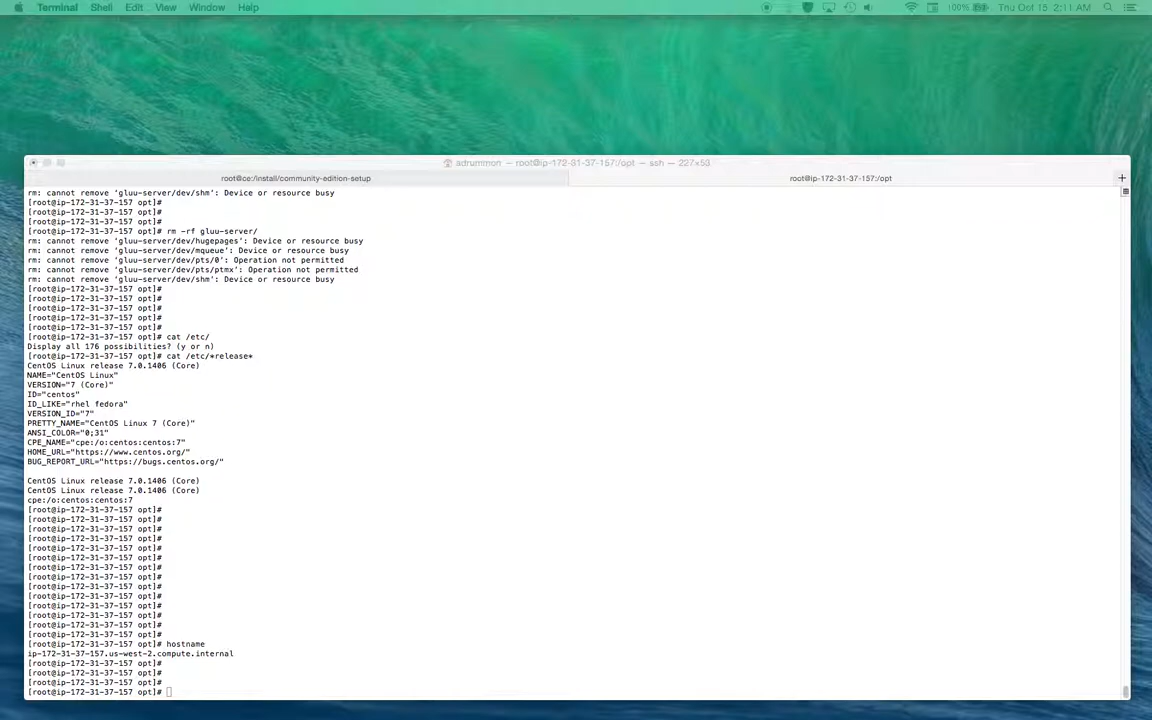 Terminal Shell Edit View Window Help 100% Thu Oct 15 2:11 AM
adrummon — root@ip-172-31-37-157:/opt — ssh — 227×53
root@ce:/install/community-edition-setup root@ip-172-31-37-157:/opt +
rm: cannot remove ‘gluu-server/dev/shm’: Device or resource busy
[root@ip-172-31-37-157 opt]#
[root@ip-172-31-37-157 opt]#
[root@ip-172-31-37-157 opt]#
[root@ip-172-31-37-157 opt]# rm -rf gluu-server/
rm: cannot remove ‘gluu-server/dev/hugepages’: Device or resource busy
rm: cannot remove ‘gluu-server/dev/mqueue’: Device or resource busy
rm: cannot remove ‘gluu-server/dev/pts/0’: Operation not permitted
rm: cannot remove ‘gluu-server/dev/pts/ptmx’: Operation not permitted
rm: cannot remove ‘gluu-server/dev/shm’: Device or resource busy
[root@ip-172-31-37-157 opt]#
[root@ip-172-31-37-157 opt]#
[root@ip-172-31-37-157 opt]#
[root@ip-172-31-37-157 opt]#
[root@ip-172-31-37-157 opt]#
[root@ip-172-31-37-157 opt]# cat /etc/
Display all 176 possibilities? (y or n)
[root@ip-172-31-37-157 opt]# cat /etc/*release*
CentOS Linux release 7.0.1406 (Core)
NAME="CentOS Linux"
VERSION="7 (Core)"
ID="centos"
ID_LIKE="rhel fedora"
VERSION_ID="7"
PRETTY_NAME="CentOS Linux 7 (Core)"
ANSI_COLOR="0;31"
CPE_NAME="cpe:/o:centos:centos:7"
HOME_URL="https://www.centos.org/"
BUG_REPORT_URL="https://bugs.centos.org/"
CentOS Linux release 7.0.1406 (Core)
CentOS Linux release 7.0.1406 (Core)
cpe:/o:centos:centos:7
[root@ip-172-31-37-157 opt]#
[root@ip-172-31-37-157 opt]#
[root@ip-172-31-37-157 opt]#
[root@ip-172-31-37-157 opt]#
[root@ip-172-31-37-157 opt]#
[root@ip-172-31-37-157 opt]#
[root@ip-172-31-37-157 opt]#
[root@ip-172-31-37-157 opt]#
[root@ip-172-31-37-157 opt]#
[root@ip-172-31-37-157 opt]#
[root@ip-172-31-37-157 opt]#
[root@ip-172-31-37-157 opt]#
[root@ip-172-31-37-157 opt]#
[root@ip-172-31-37-157 opt]#
[root@ip-172-31-37-157 opt]# hostname
ip-172-31-37-157.us-west-2.compute.internal
[root@ip-172-31-37-157 opt]#
[root@ip-172-31-37-157 opt]#
[root@ip-172-31-37-157 opt]#